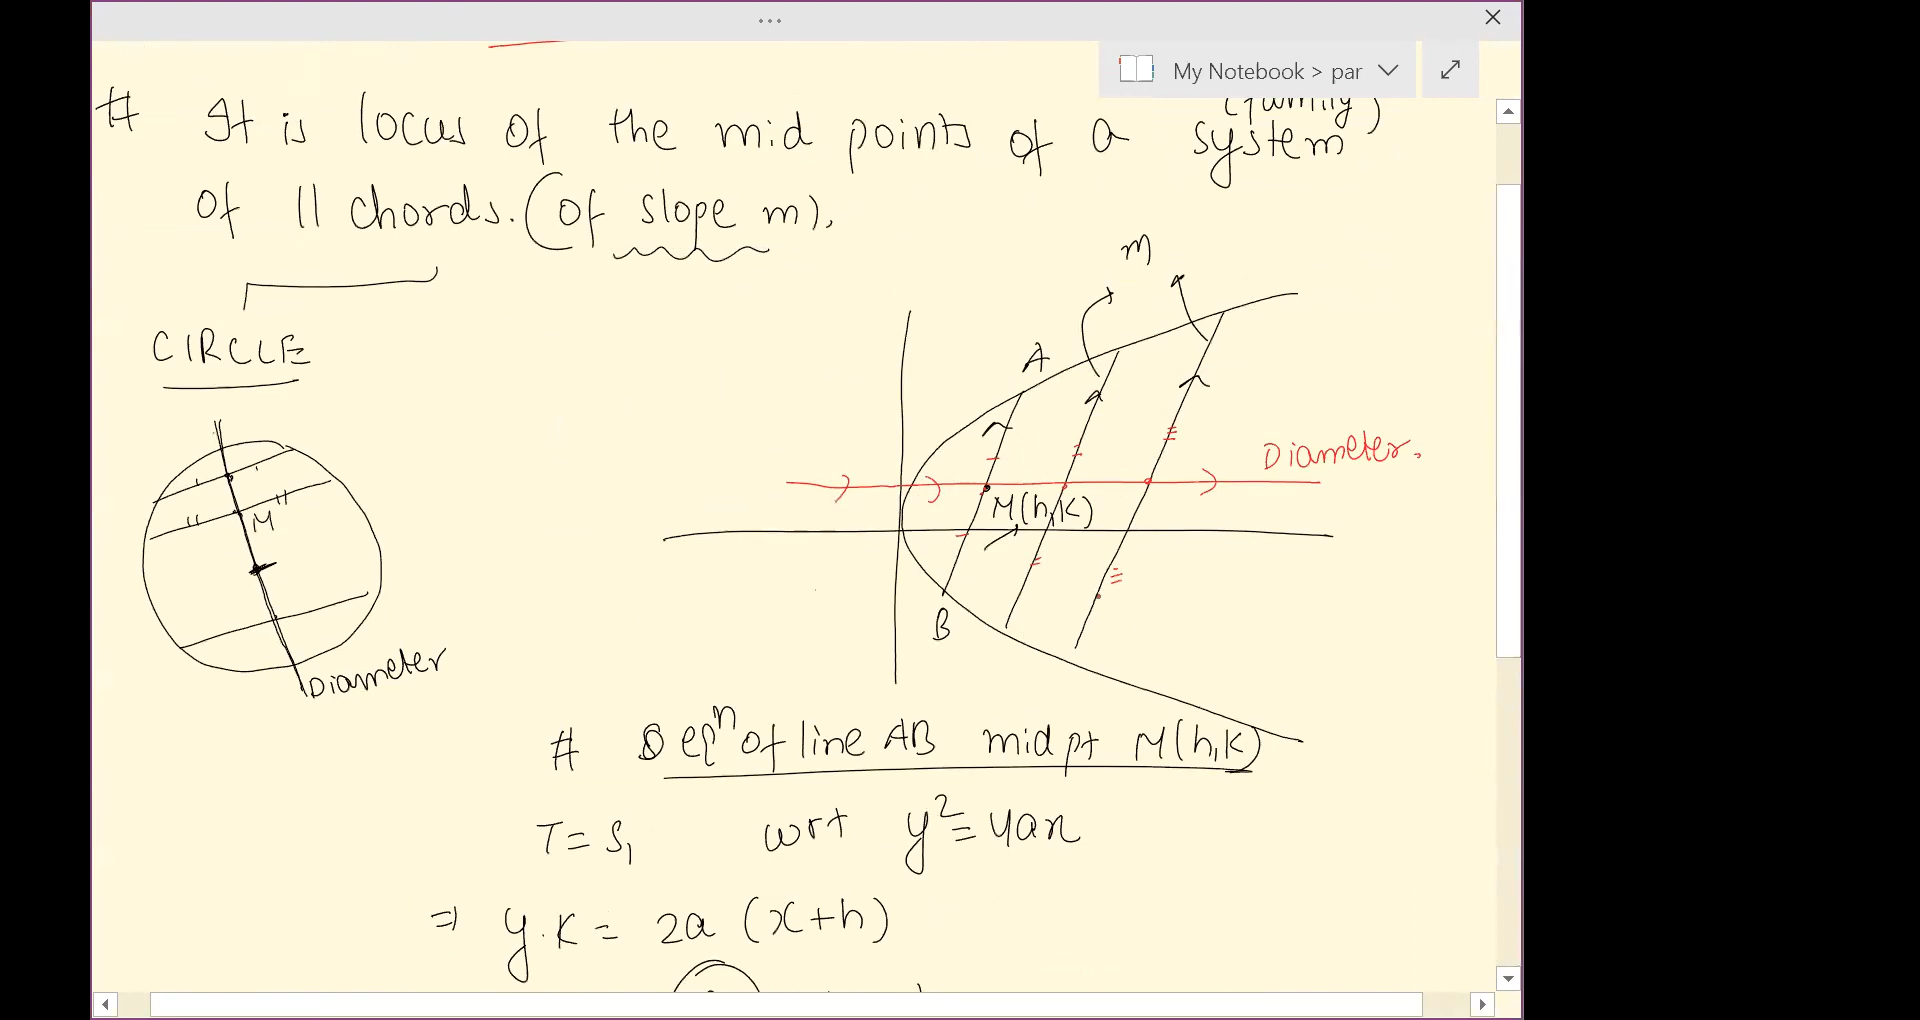 My Notebook > par
(family)
# It is locus of the mid points of a system
of || chords. (of slope m).
m
CIRCLE
A
Diameter.
M(h,k)
M
B
Diameter
# eqn of line AB mid pt M(h,k)
T = S1 wrt y2 = 4ax
⇒ y.k = 2a (x+h)